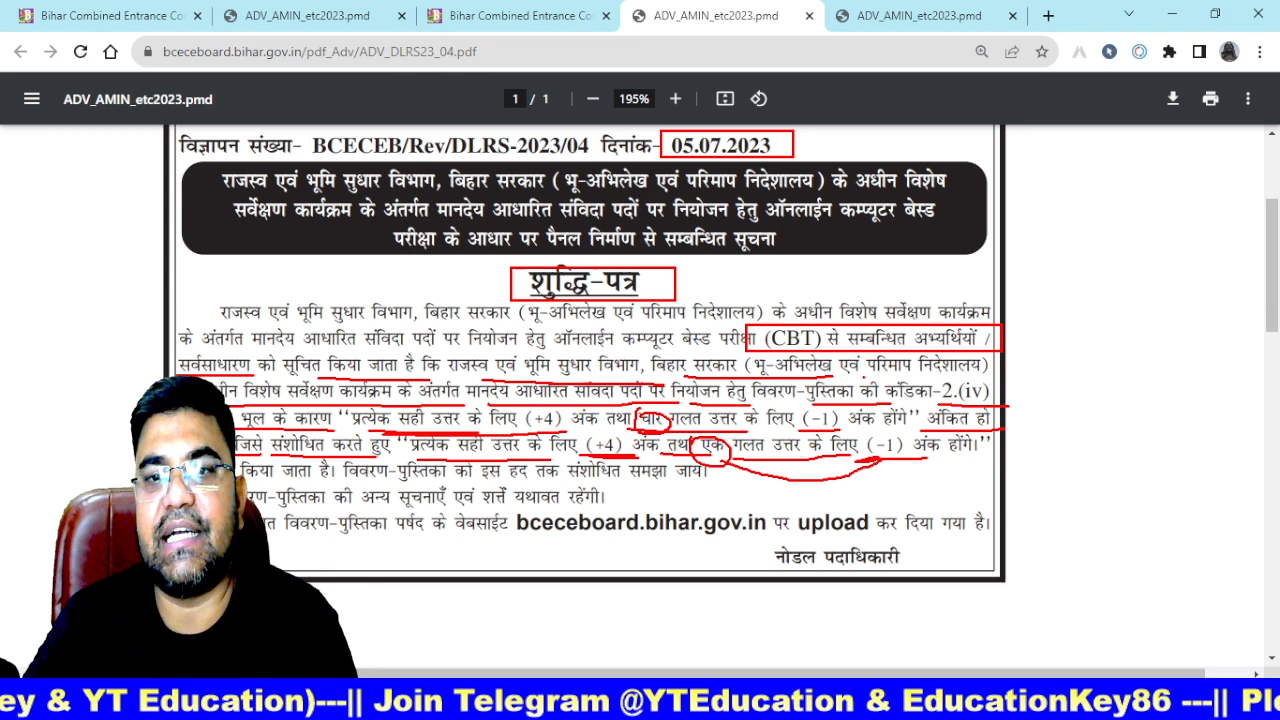 Bihar Combined Entrance Co
ADV_AMIN_etc2023.pmd
Bihar Combined Entrance Co
ADV_AMIN_etc2023.pmd
ADV_AMIN_etc2023.pmd
bceceboard.bihar.gov.in/pdf_Adv/ADV_DLRS23_04.pdf
ADV_AMIN_etc2023.pmd
1 / 1
195%
विज्ञापन संख्या- BCECEB/Rev/DLRS-2023/04 दिनांक- 05.07.2023
राजस्व एवं भूमि सुधार विभाग, बिहार सरकार ( भू-अभिलेख एवं परिमाप निदेशालय ) के अधीन विशेष
सर्वेक्षण कार्यक्रम के अंतर्गत मानदेय आधारित संविदा पदों पर नियोजन हेतु ऑनलाईन कम्प्यूटर बेस्ड
परीक्षा के आधार पर पैनल निर्माण से सम्बन्धित सूचना
शुद्धि-पत्र
राजस्व एवं भूमि सुधार विभाग, बिहार सरकार (भू-अभिलेख एवं परिमाप निदेशालय) के अधीन विशेष सर्वेक्षण कार्यक्रम
के अंतर्गत मानदेय आधारित संविदा पदों पर नियोजन हेतु ऑनलाईन कम्प्यूटर बेस्ड परीक्षा (CBT) से सम्बन्धित अभ्यर्थियों /
सर्वसाधारण को सूचित किया जाता है कि राजस्व एवं भूमि सुधार विभाग, बिहार सरकार (भू-अभिलेख एवं परिमाप निदेशालय)
विशेष सर्वेक्षण कार्यक्रम के अंतर्गत मानदेय आधारित संविदा पदों पर नियोजन हेतु विवरण-पुस्तिका की कंडिका-2.(iv)
भूल के कारण “प्रत्येक सही उत्तर के लिए (+4) अंक तथा चार गलत उत्तर के लिए (-1) अंक होंगे” अंकित हो
जिसे संशोधित करते हुए “प्रत्येक सही उत्तर के लिए (+4) अंक तथा एक गलत उत्तर के लिए (-1) अंक होंगे।”
किया जाता है। विवरण-पुस्तिका को इस हद तक संशोधित समझा जाय।
रण-पुस्तिका की अन्य सूचनाएँ एवं शर्त्तें यथावत रहेंगी।
विवरण-पुस्तिका पर्षद के वेबसाईट bceceboard.bihar.gov.in पर upload कर दिया गया है।
नोडल पदाधिकारी
ey & YT Education)---|| Join Telegram @YTEducation & EducationKey86 ---|| Pl